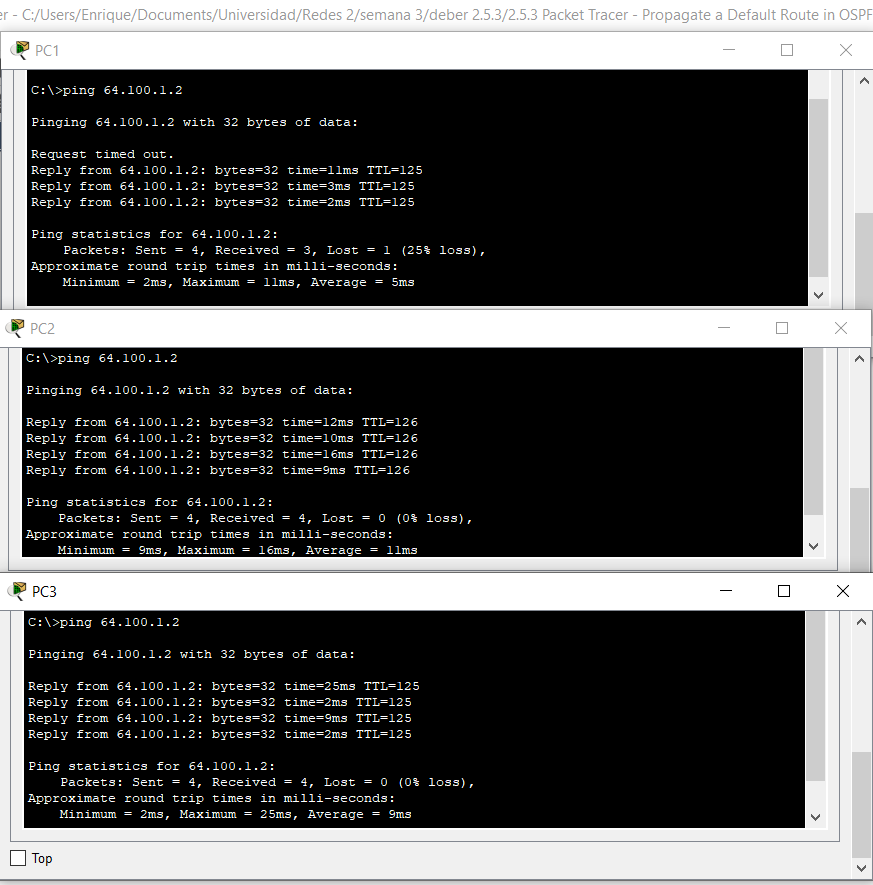 er - C:/Users/Enrique/Documents/Universidad/Redes 2/semana 3/deber 2.5.3/2.5.3 Packet Tracer - Propagate a Default Route in OSPF
PC1
C:\>ping 64.100.1.2
Pinging 64.100.1.2 with 32 bytes of data:
Request timed out.
Reply from 64.100.1.2: bytes=32 time=11ms TTL=125
Reply from 64.100.1.2: bytes=32 time=3ms TTL=125
Reply from 64.100.1.2: bytes=32 time=2ms TTL=125
Ping statistics for 64.100.1.2:
Packets: Sent = 4, Received = 3, Lost = 1 (25% loss),
Approximate round trip times in milli-seconds:
Minimum = 2ms, Maximum = 11ms, Average = 5ms
PC2
C:\>ping 64.100.1.2
Pinging 64.100.1.2 with 32 bytes of data:
Reply from 64.100.1.2: bytes=32 time=12ms TTL=126
Reply from 64.100.1.2: bytes=32 time=10ms TTL=126
Reply from 64.100.1.2: bytes=32 time=16ms TTL=126
Reply from 64.100.1.2: bytes=32 time=9ms TTL=126
Ping statistics for 64.100.1.2:
Packets: Sent = 4, Received = 4, Lost = 0 (0% loss),
Approximate round trip times in milli-seconds:
Minimum = 9ms, Maximum = 16ms, Average = 11ms
PC3
C:\>ping 64.100.1.2
Pinging 64.100.1.2 with 32 bytes of data:
Reply from 64.100.1.2: bytes=32 time=25ms TTL=125
Reply from 64.100.1.2: bytes=32 time=2ms TTL=125
Reply from 64.100.1.2: bytes=32 time=9ms TTL=125
Reply from 64.100.1.2: bytes=32 time=2ms TTL=125
Ping statistics for 64.100.1.2:
Packets: Sent = 4, Received = 4, Lost = 0 (0% loss),
Approximate round trip times in milli-seconds:
Minimum = 2ms, Maximum = 25ms, Average = 9ms
Top